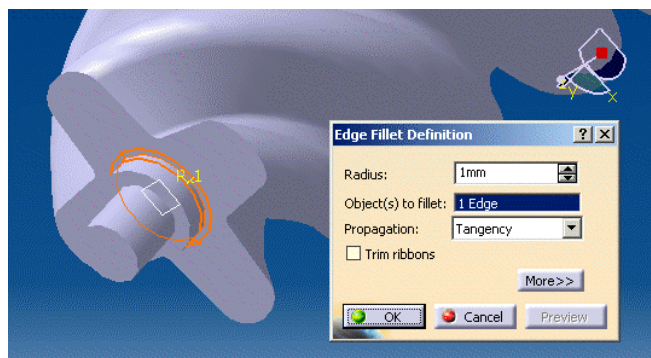 R 1
y
x
Edge Fillet Definition
Radius: 1mm
Object(s) to fillet: 1 Edge
Propagation: Tangency
Trim ribbons
More>>
OK Cancel Preview